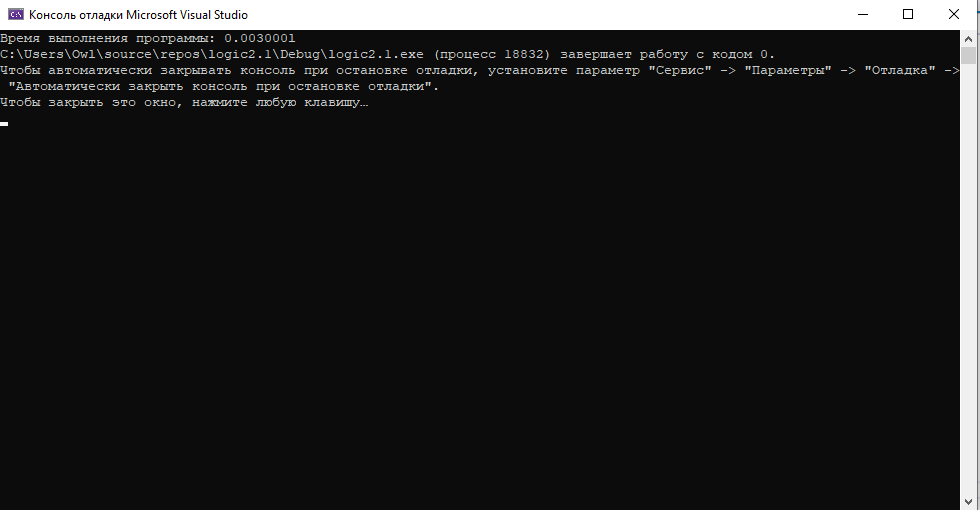 Консоль отладки Microsoft Visual Studio
Время выполнения программы: 0.0030001
C:\Users\Owl\source\repos\logic2.1\Debug\logic2.1.exe (процесс 18832) завершает работу с кодом 0.
Чтобы автоматически закрывать консоль при остановке отладки, установите параметр "Сервис" -> "Параметры" -> "Отладка" ->
"Автоматически закрыть консоль при остановке отладки".
Чтобы закрыть это окно, нажмите любую клавишу…